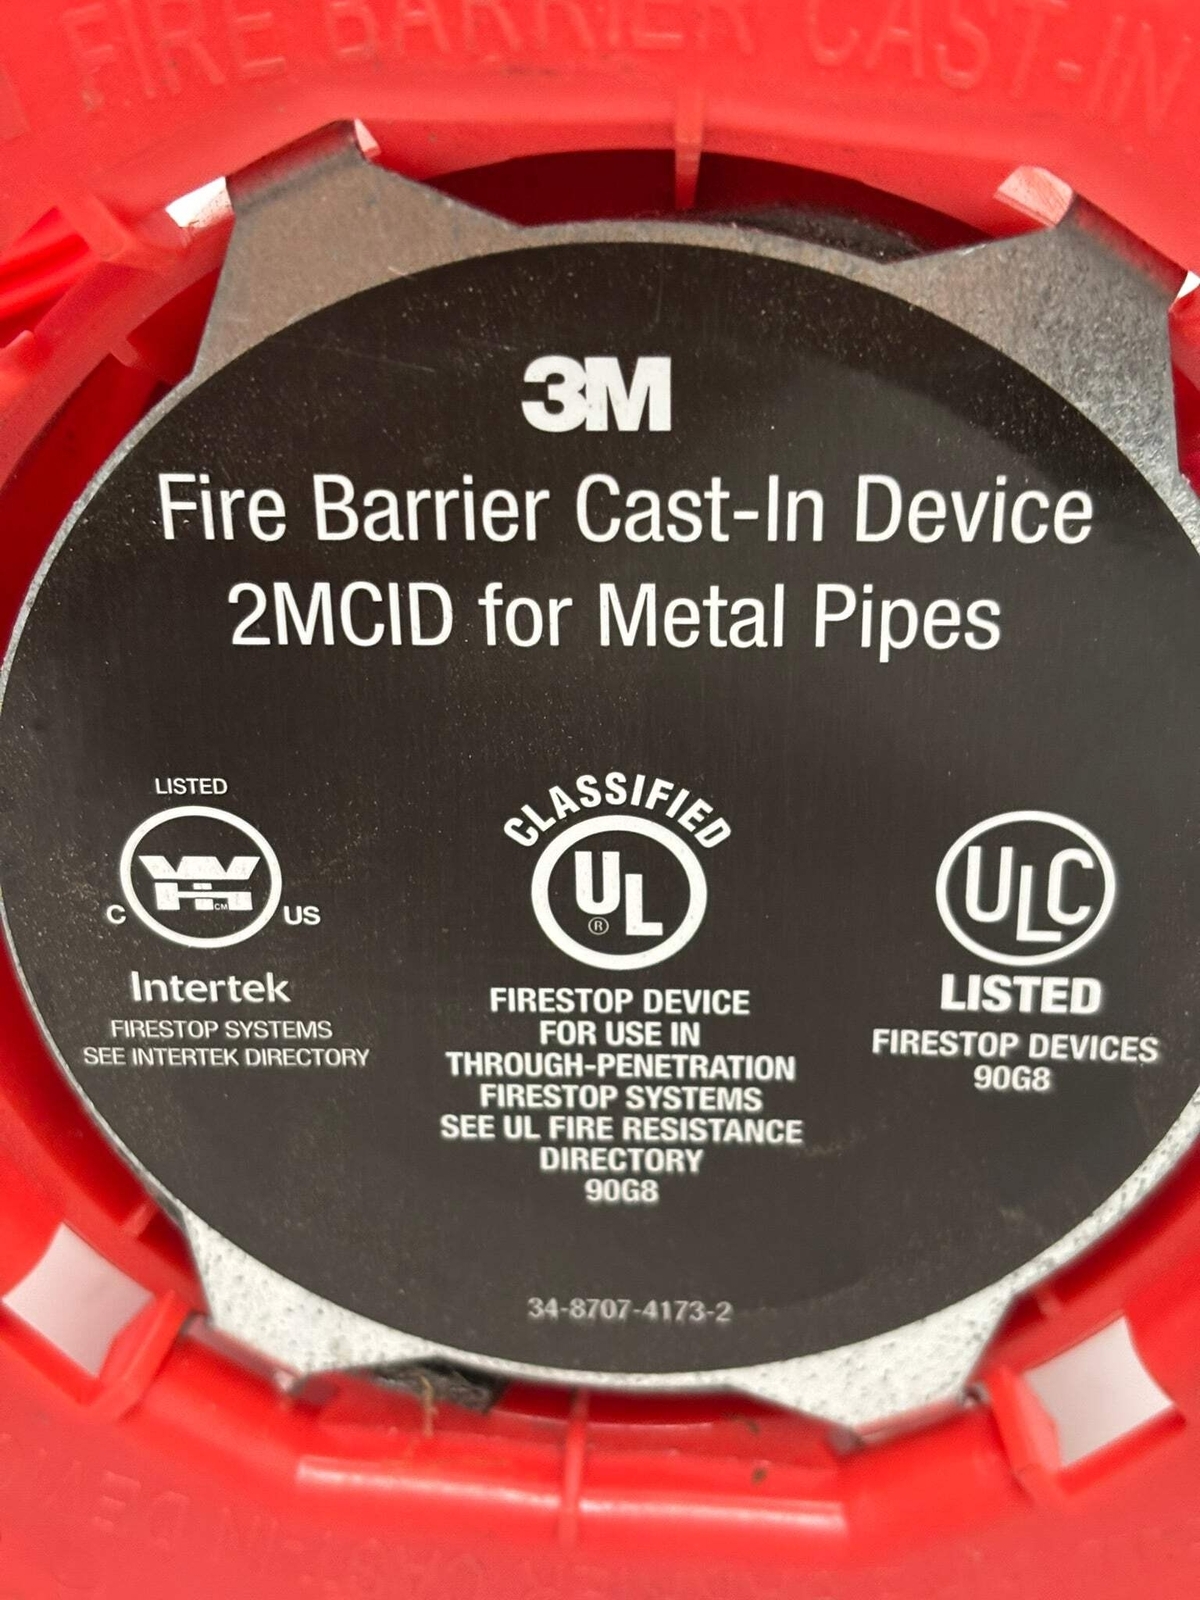 FIRE BARRIER CAST-IN
3M
Fire Barrier Cast-In Device
2MCID for Metal Pipes
LISTED
C
WH
CM
US
Intertek
FIRESTOP SYSTEMS
SEE INTERTEK DIRECTORY
CLASSIFIED
UL
®
FIRESTOP DEVICE
FOR USE IN
THROUGH-PENETRATION
FIRESTOP SYSTEMS
SEE UL FIRE RESISTANCE
DIRECTORY
90G8
ULC
LISTED
FIRESTOP DEVICES
90G8
34-8707-4173-2